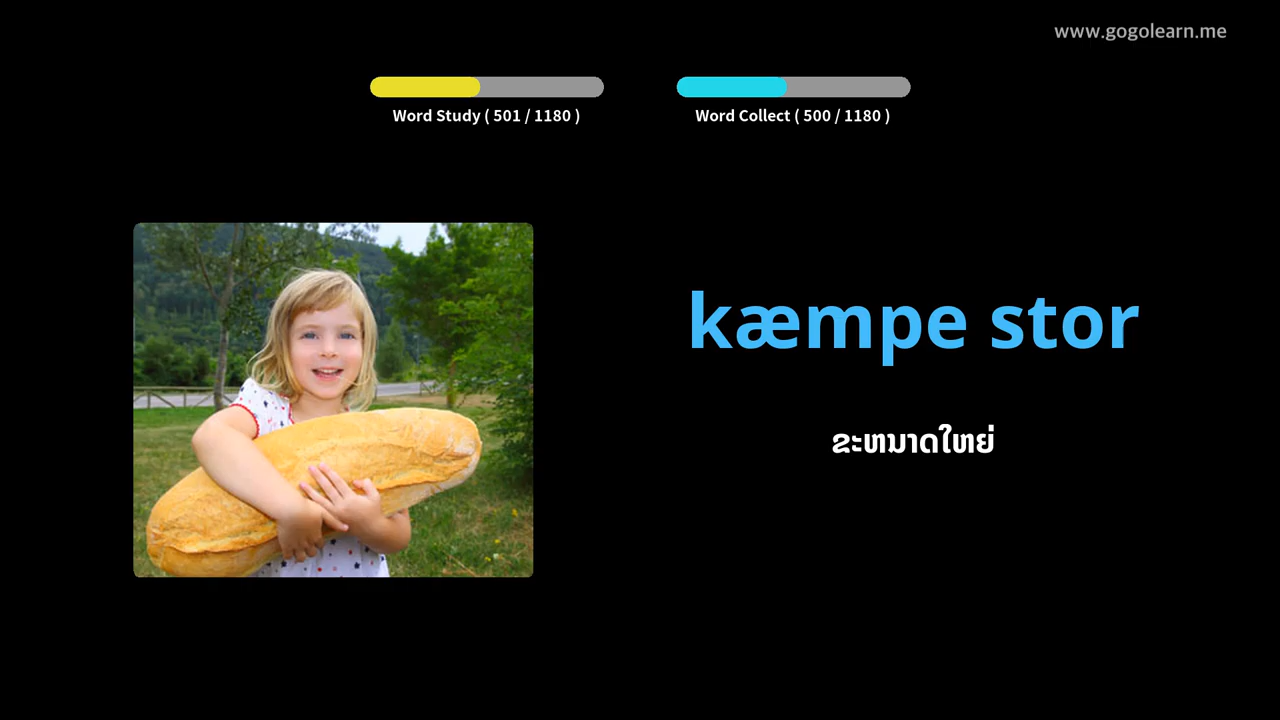 www.gogolearn.me
Word Study ( 501 / 1180 )
Word Collect ( 500 / 1180 )
kæmpe stor
ຂະຫນາດໃຫຍ່